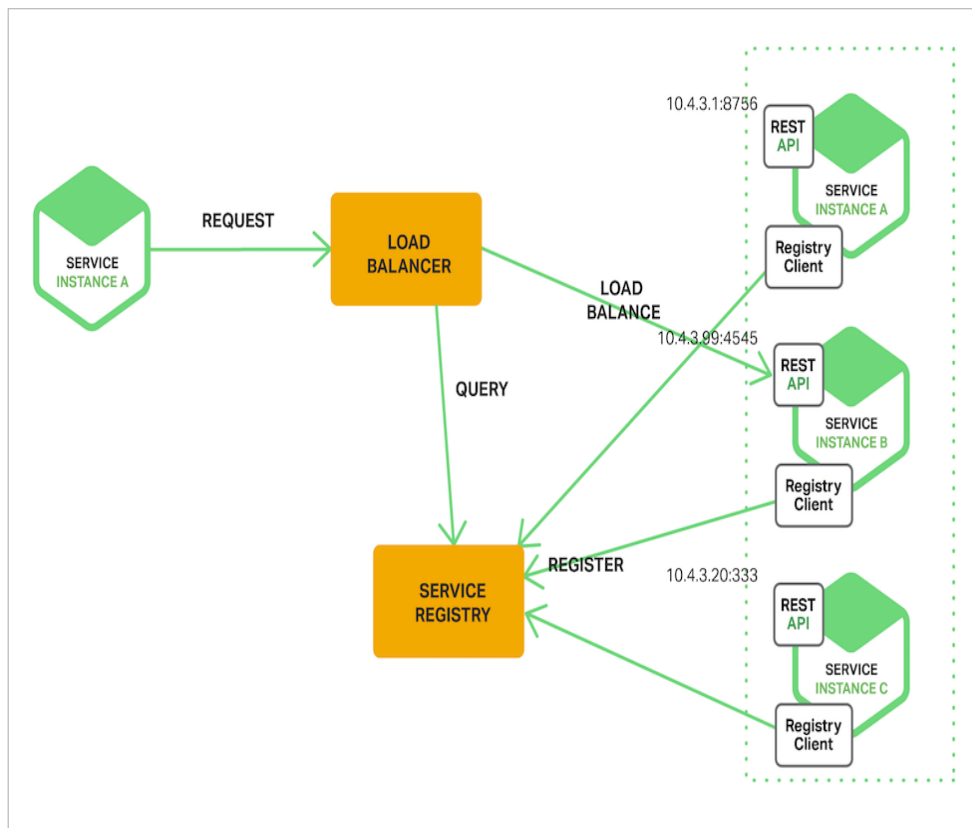 10.4.3.1:8756
REST
API
SERVICE
INSTANCE A
Registry
Client
SERVICE
INSTANCE A
REQUEST
LOAD
BALANCER
LOAD
BALANCE
10.4.3.99:4545
REST
API
SERVICE
INSTANCE B
Registry
Client
QUERY
SERVICE
REGISTRY
REGISTER
10.4.3.20:333
REST
API
SERVICE
INSTANCE C
Registry
Client